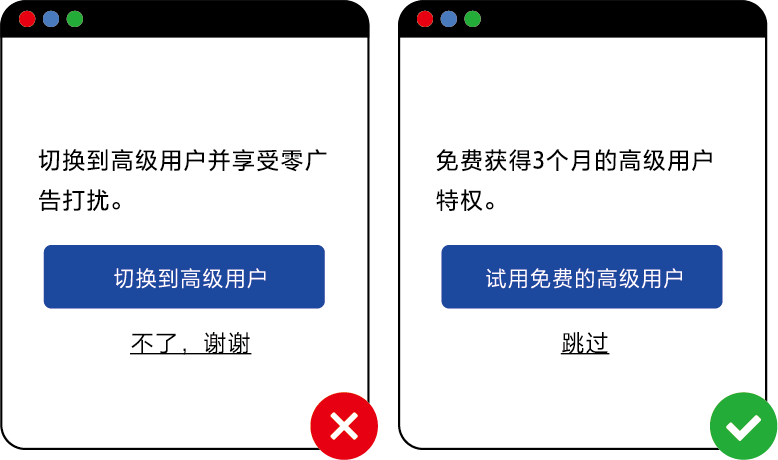 切换到高级用户并享受零广
告打扰。
切换到高级用户
不了，谢谢
免费获得3个月的高级用户
特权。
试用免费的高级用户
跳过